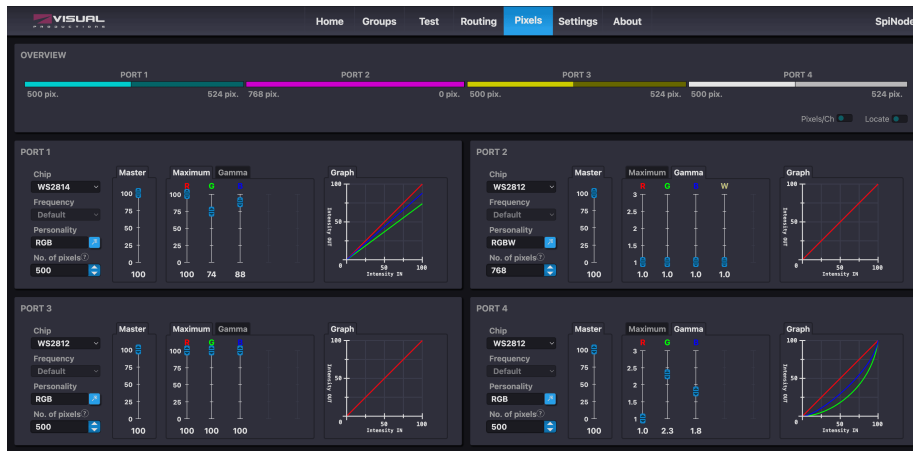 VISUAL
PRODUCTIONS
Home Groups Test Routing Pixels Settings About SpiNode
OVERVIEW
PORT 1 PORT 2 PORT 3 PORT 4
500 pix. 524 pix. 768 pix. 0 pix. 500 pix. 524 pix. 500 pix. 524 pix.
Pixels/Ch Locate
PORT 1
Chip
WS2814
Frequency
Default
Personality
RGB
No. of pixels?
500
Master
100
75
50
25
0
100
Maximum Gamma
R G B
100
75
50
25
0
100 74 88
Graph
100
50
0 50 100
Intensity OUT
Intensity IN
PORT 2
Chip
WS2812
Frequency
Default
Personality
RGBW
No. of pixels?
768
Master
100
75
50
25
0
100
Maximum Gamma
R G B W
3
2.5
2
1.5
1
1.0 1.0 1.0 1.0
Graph
100
50
0 50 100
Intensity OUT
Intensity IN
PORT 3
Chip
WS2812
Frequency
Default
Personality
RGB
No. of pixels?
500
Master
100
75
50
25
0
100
Maximum Gamma
R G B
100
75
50
25
0
100 100 100
Graph
100
50
0 50 100
Intensity OUT
Intensity IN
PORT 4
Chip
WS2812
Frequency
Default
Personality
RGB
No. of pixels?
500
Master
100
75
50
25
0
100
Maximum Gamma
R G B
3
2.5
2
1.5
1
1.0 2.3 1.8
Graph
100
50
0 50 100
Intensity OUT
Intensity IN